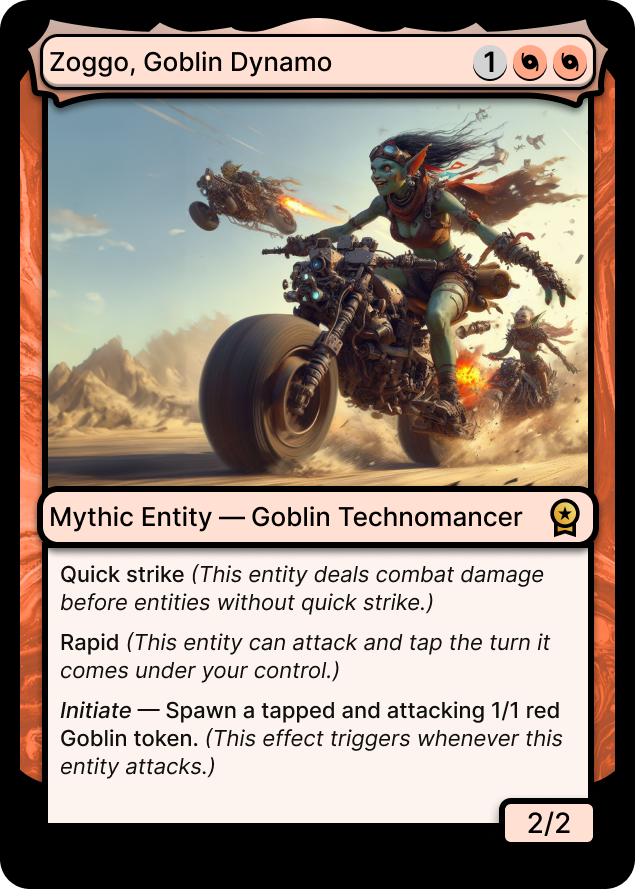 Zoggo, Goblin Dynamo
1
Mythic Entity — Goblin Technomancer
Quick strike (This entity deals combat damage
before entities without quick strike.)
Rapid (This entity can attack and tap the turn it
comes under your control.)
Initiate — Spawn a tapped and attacking 1/1 red
Goblin token. (This effect triggers whenever this
entity attacks.)
2/2